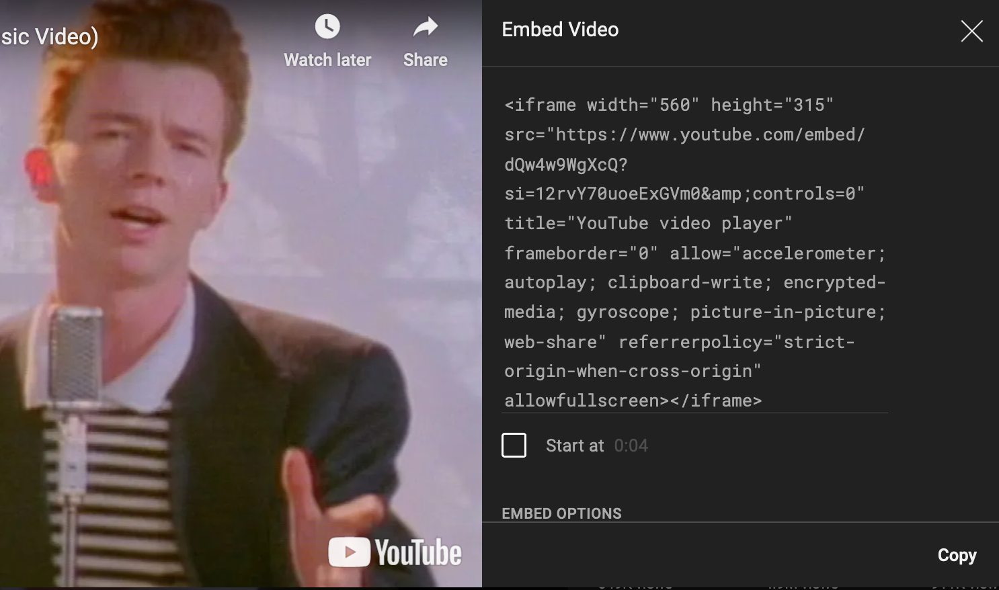 sic Video)
Watch later
Share
Embed Video
<iframe width="560" height="315"
src="https://www.youtube.com/embed/
dQw4w9WgXcQ?
si=12rvY70uoeExGVm0&amp;controls=0"
title="YouTube video player"
frameborder="0" allow="accelerometer;
autoplay; clipboard-write; encrypted-
media; gyroscope; picture-in-picture;
web-share" referrerpolicy="strict-
origin-when-cross-origin"
allowfullscreen></iframe>
Start at 0:04
EMBED OPTIONS
YouTube
Copy